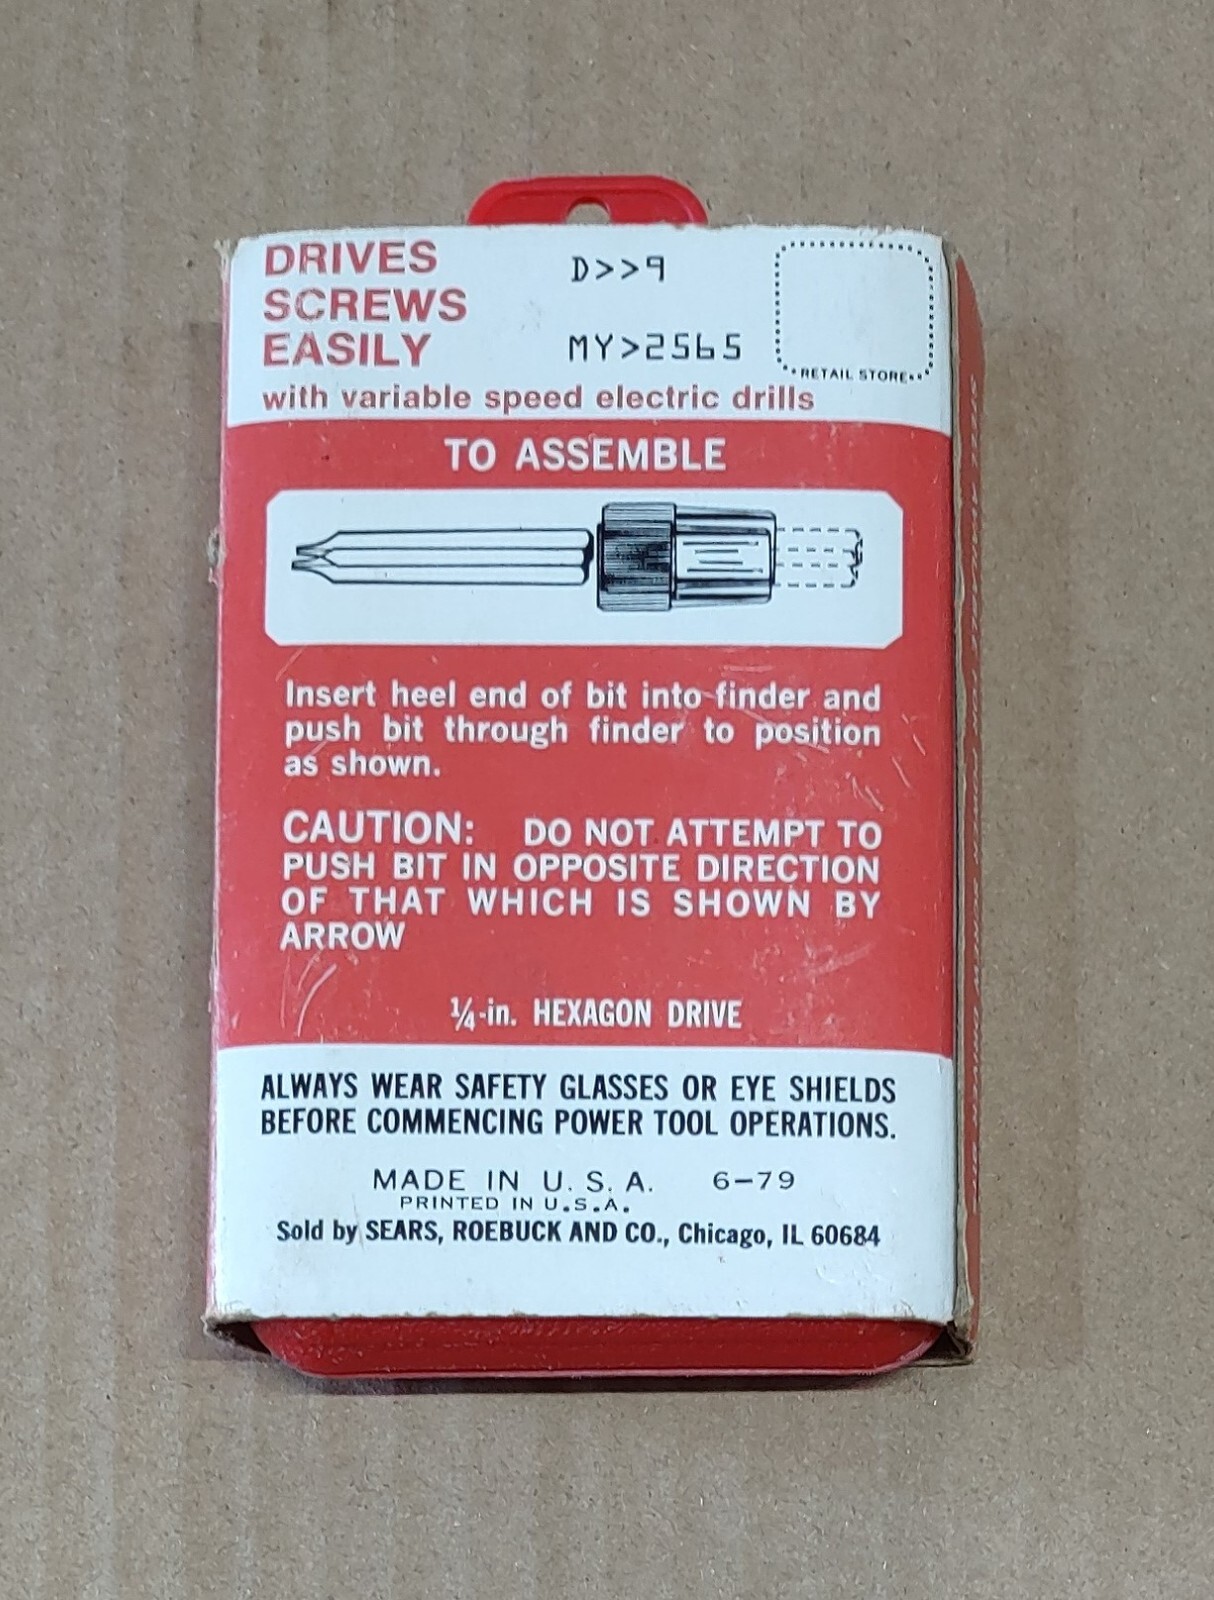 DRIVES
SCREWS
EASILY
with variable speed electric drills
D>>9
MY>2565
RETAIL STORE
TO ASSEMBLE
Insert heel end of bit into finder and
push bit through finder to position
as shown.
CAUTION: DO NOT ATTEMPT TO
PUSH BIT IN OPPOSITE DIRECTION
OF THAT WHICH IS SHOWN BY
ARROW
¼-in. HEXAGON DRIVE
ALWAYS WEAR SAFETY GLASSES OR EYE SHIELDS
BEFORE COMMENCING POWER TOOL OPERATIONS.
MADE IN U.S.A. 6-79
PRINTED IN U.S.A.
Sold by SEARS, ROEBUCK AND CO., Chicago, IL 60684